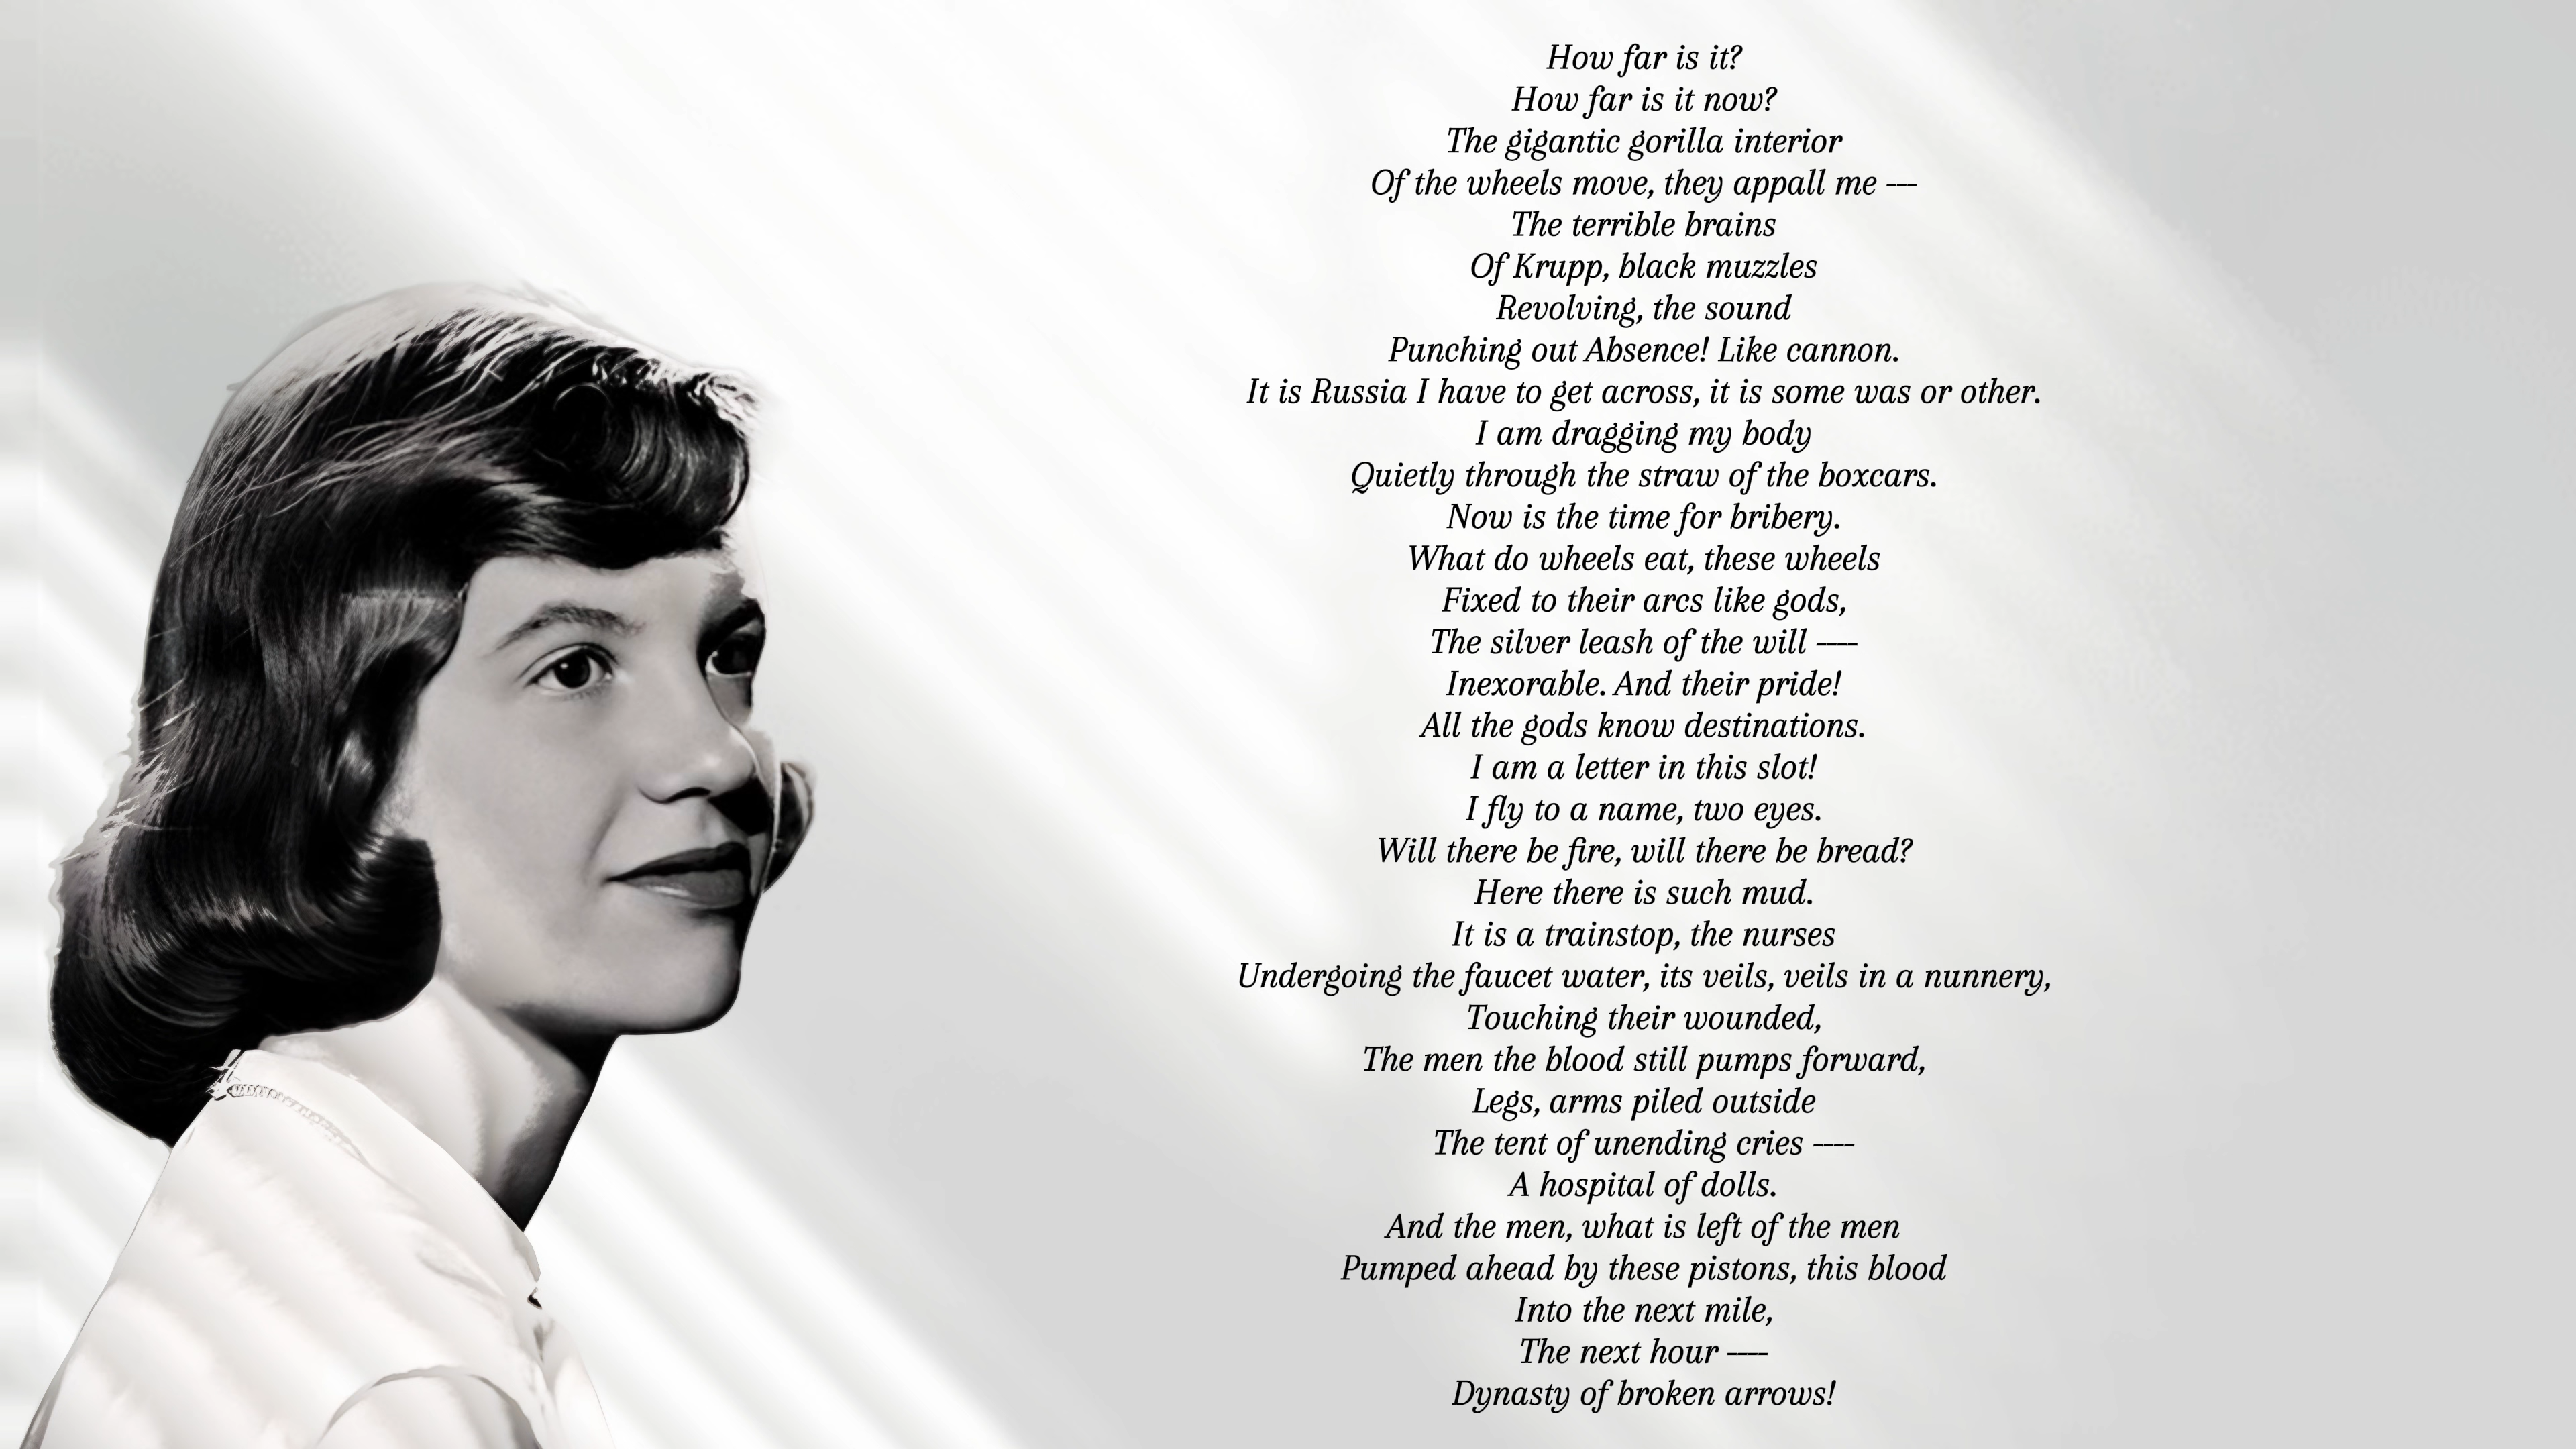 How far is it?
How far is it now?
The gigantic gorilla interior
Of the wheels move, they appall me ---
The terrible brains
Of Krupp, black muzzles
Revolving, the sound
Punching out Absence! Like cannon.
It is Russia I have to get across, it is some was or other.
I am dragging my body
Quietly through the straw of the boxcars.
Now is the time for bribery.
What do wheels eat, these wheels
Fixed to their arcs like gods,
The silver leash of the will ----
Inexorable. And their pride!
All the gods know destinations.
I am a letter in this slot!
I fly to a name, two eyes.
Will there be fire, will there be bread?
Here there is such mud.
It is a trainstop, the nurses
Undergoing the faucet water, its veils, veils in a nunnery,
Touching their wounded,
The men the blood still pumps forward,
Legs, arms piled outside
The tent of unending cries ----
A hospital of dolls.
And the men, what is left of the men
Pumped ahead by these pistons, this blood
Into the next mile,
The next hour ----
Dynasty of broken arrows!